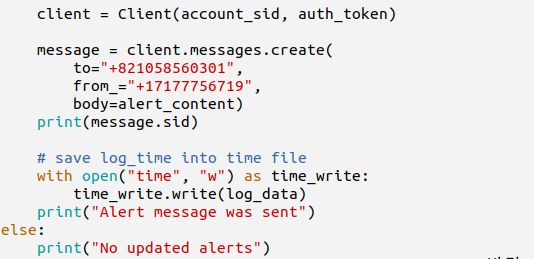 client = Client(account_sid, auth_token)
message = client.messages.create(
to="+821058560301",
from_="+17177756719",
body=alert_content)
print(message.sid)
# save log_time into time file
with open("time", "w") as time_write:
time_write.write(log_data)
print("Alert message was sent")
else:
print("No updated alerts")